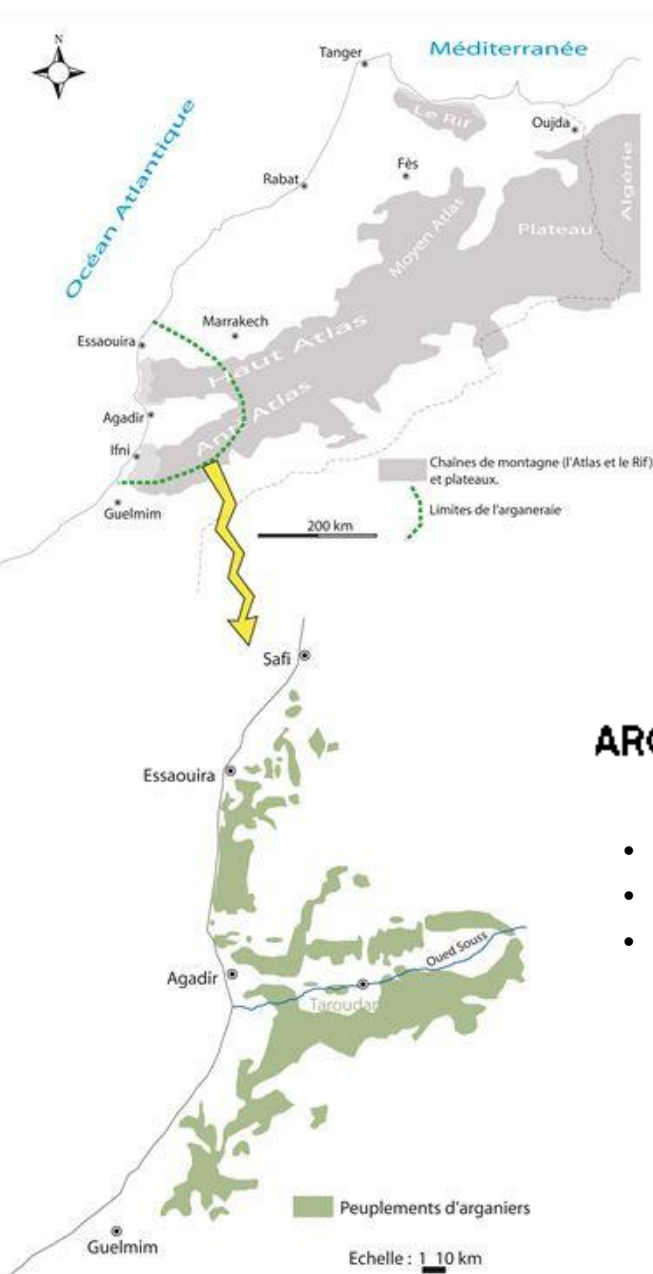 N
Tanger
Méditerranée
Océan Atlantique
Le Rif
Oujda
Algérie
Fès
Rabat
Moyen Atlas
Plateau
Marrakech
Essaouira
Haut Atlas
Agadir
Anti Atlas
Ifni
Guelmim
Chaînes de montagne (l'Atlas et le Rif)
et plateaux.
Limites de l'arganeraie
200 km
Safi
Essaouira
Oued Souss
Agadir
Taroudan
Peuplements d'arganiers
Guelmim
Echelle : 1 10 km